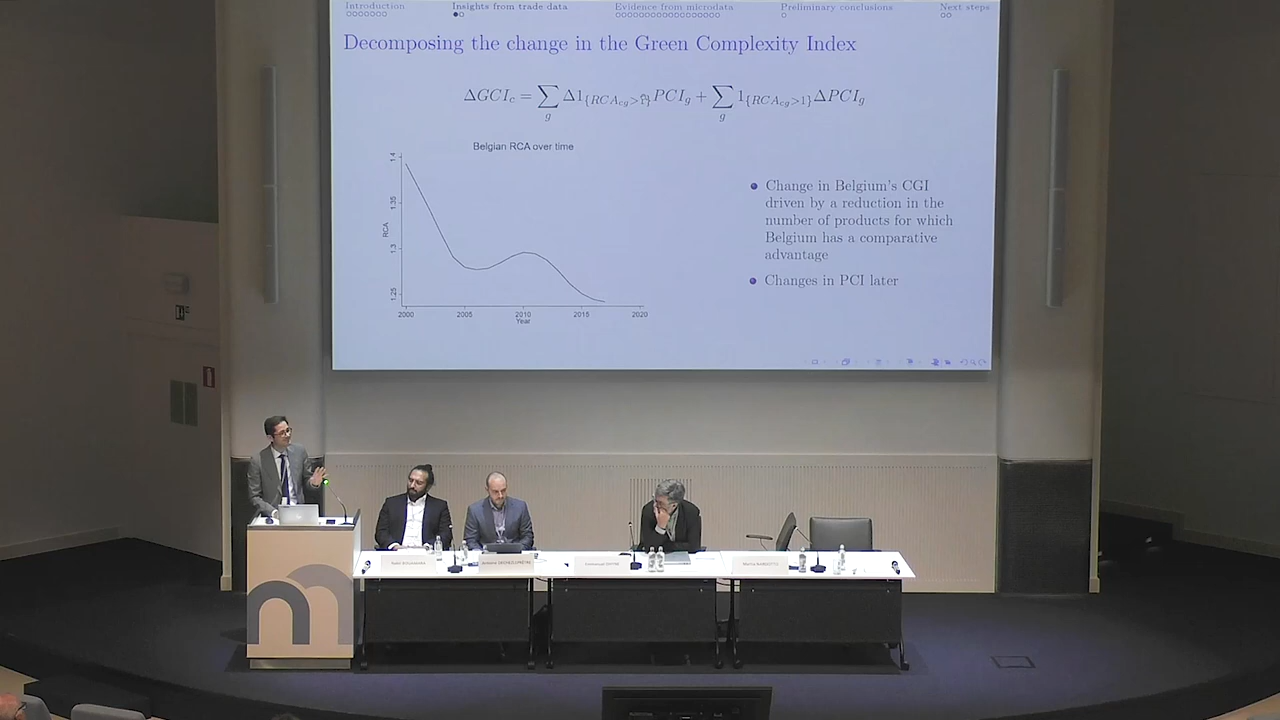 Introduction
Insights from trade data
Evidence from microdata
Preliminary conclusions
Next steps
Decomposing the change in the Green Complexity Index
Belgian RCA over time
1.4
1.35
1.3
1.25
RCA
2000
2005
2010
2015
2020
Year
Change in Belgium's CGI
driven by a reduction in the
number of products for which
Belgium has a comparative
advantage
Changes in PCI later